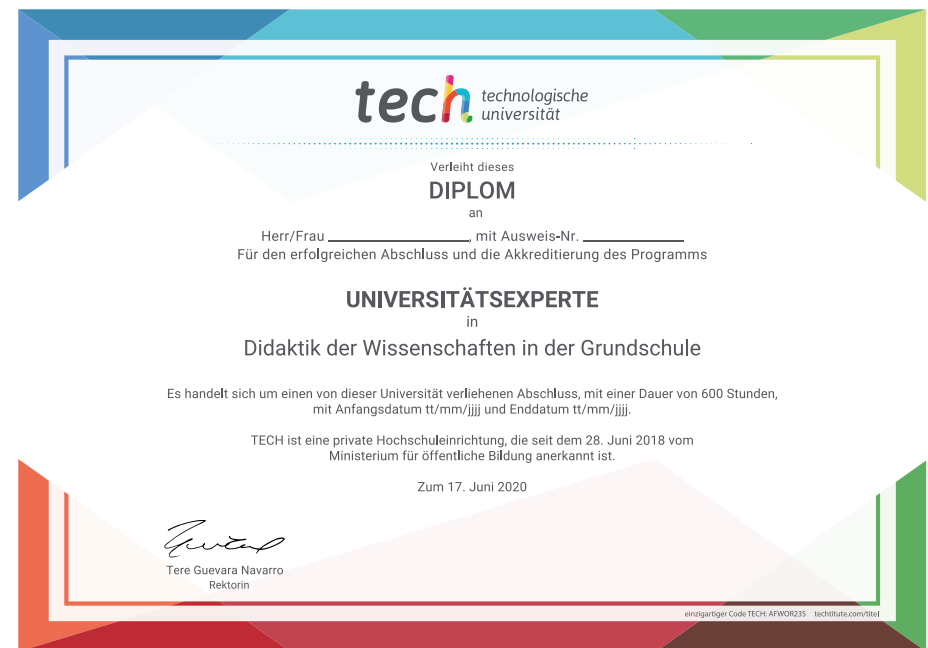 tech technologische
universität
Verleiht dieses
DIPLOM
an
Herr/Frau ____________________, mit Ausweis-Nr. ______________
Für den erfolgreichen Abschluss und die Akkreditierung des Programms
UNIVERSITÄTSEXPERTE
in
Didaktik der Wissenschaften in der Grundschule
Es handelt sich um einen von dieser Universität verliehenen Abschluss, mit einer Dauer von 600 Stunden,
mit Anfangsdatum tt/mm/jjjj und Enddatum tt/mm/jjjj.
TECH ist eine private Hochschuleinrichtung, die seit dem 28. Juni 2018 vom
Ministerium für öffentliche Bildung anerkannt ist.
Zum 17. Juni 2020
Tere Guevara Navarro
Rektorin
einzigartiger Code TECH: AFWOR23S techtitute.com/titel